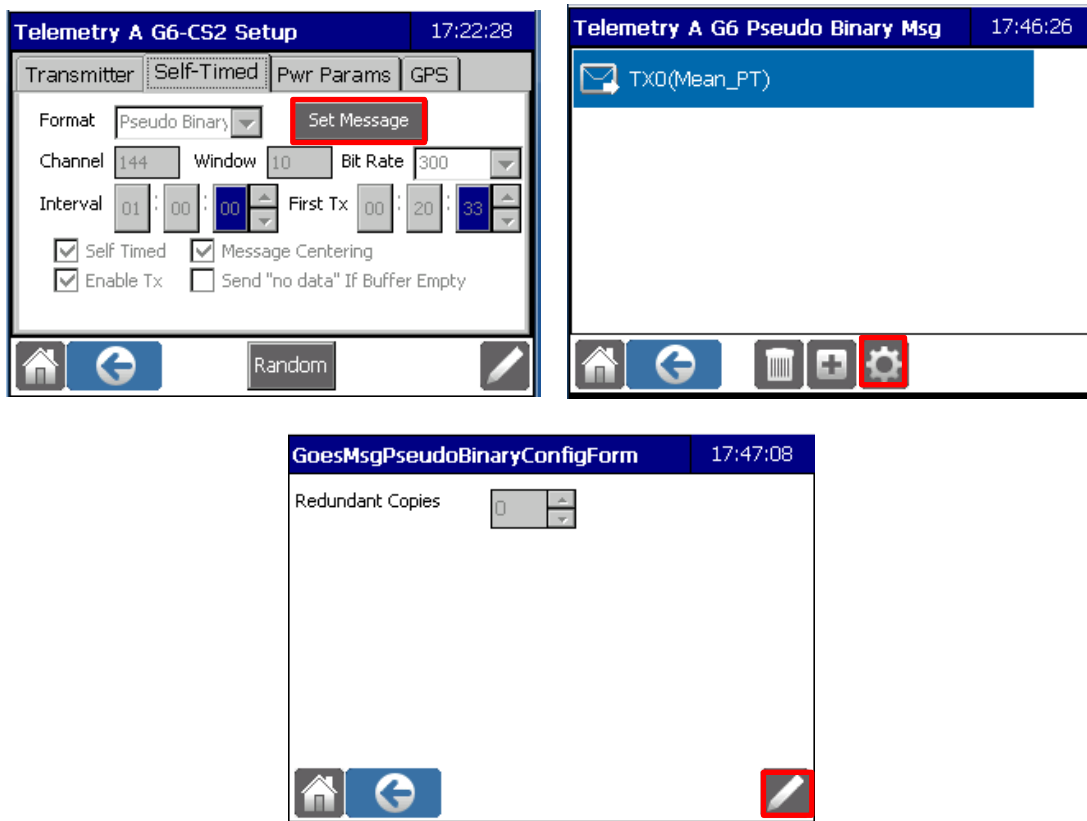 Telemetry A G6-CS2 Setup 17:22:28
Transmitter Self-Timed Pwr Params GPS
Format Pseudo Binary Set Message
Channel 144 Window 10 Bit Rate 300
Interval 01 : 00 : 00 First Tx 00 : 20 : 33
Self Timed Message Centering
Enable Tx Send "no data" If Buffer Empty
Random
Telemetry A G6 Pseudo Binary Msg 17:46:26
TX0(Mean_PT)
GoesMsgPseudoBinaryConfigForm 17:47:08
Redundant Copies 0